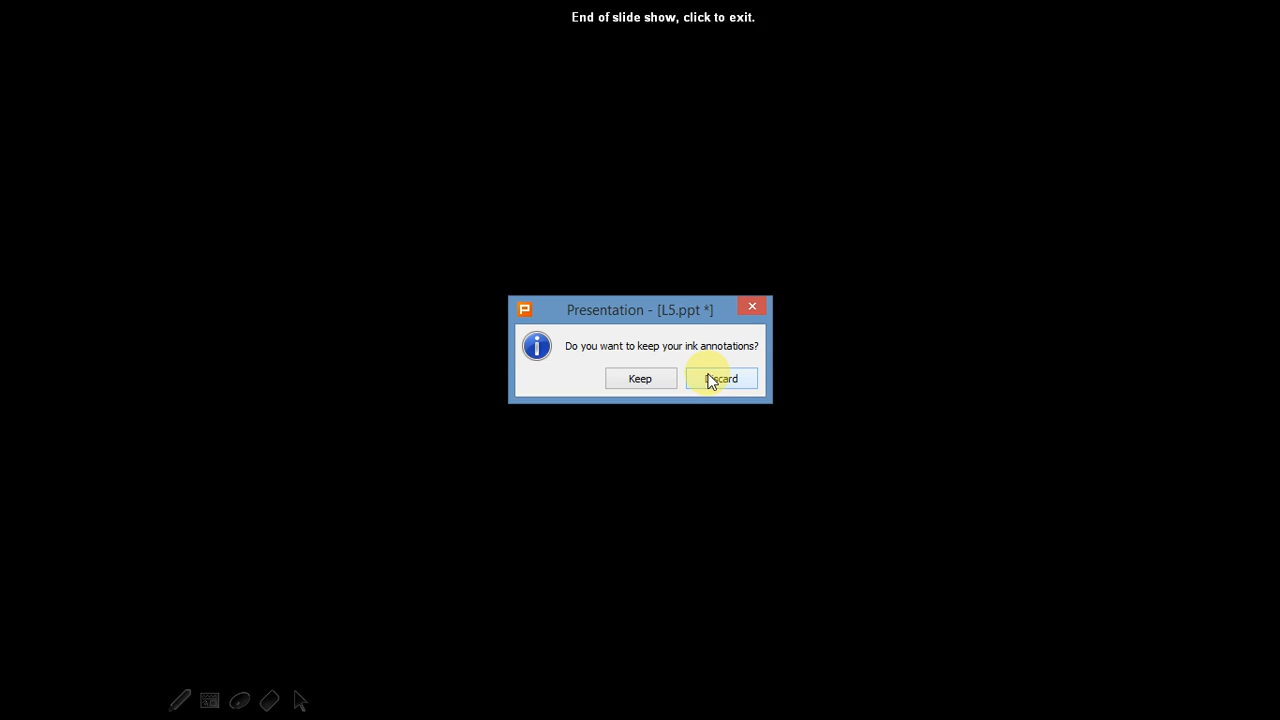 End of slide show, click to exit.
Presentation - [L5.ppt *]
Do you want to keep your ink annotations?
Keep
Discard